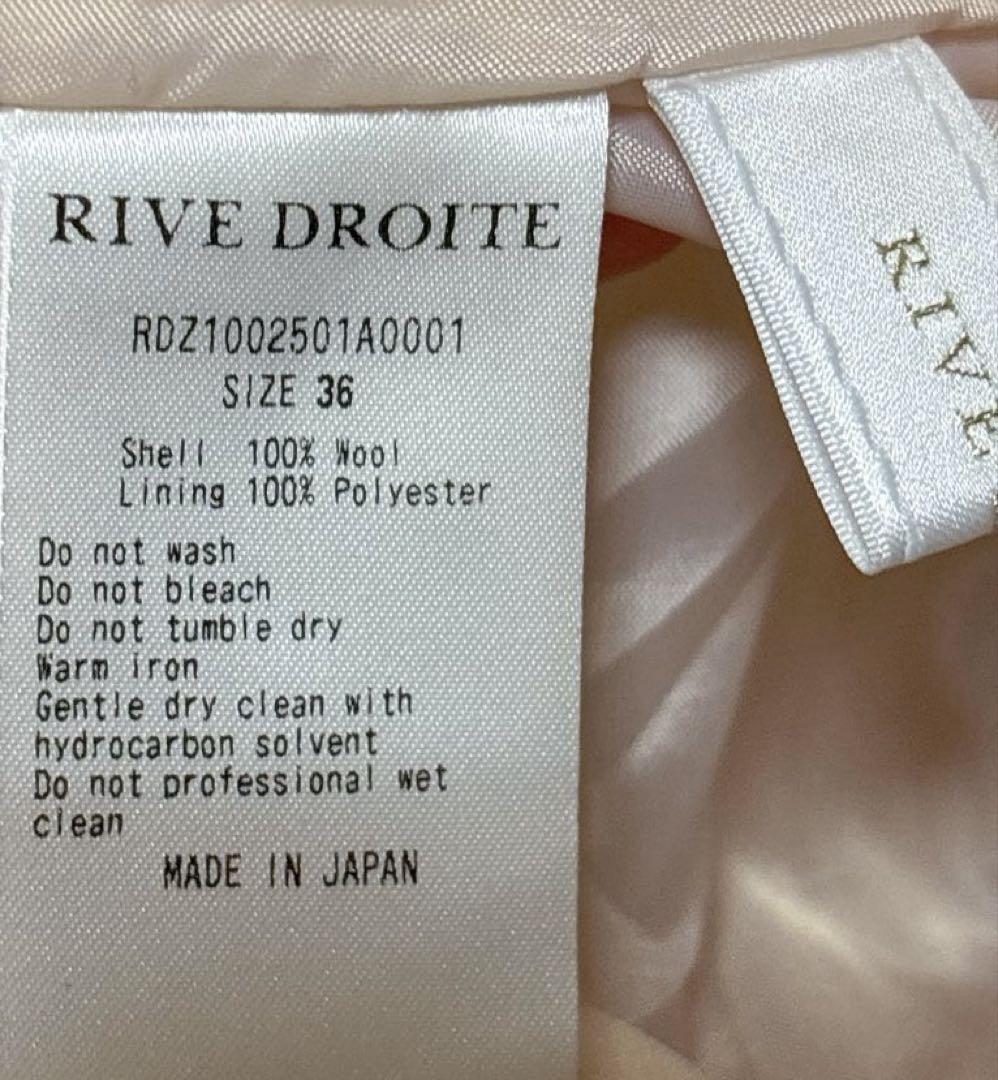 RIVE DROITE
RDZ1002501A0001
SIZE 36
Shell 100% Wool
Lining 100% Polyester
Do not wash
Do not bleach
Do not tumble dry
Warm iron
Gentle dry clean with
hydrocarbon solvent
Do not professional wet
clean
MADE IN JAPAN
RIVE